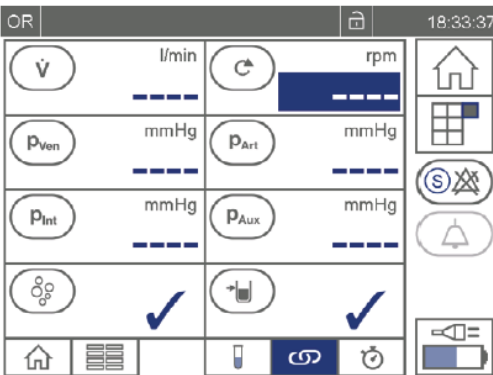 OR 18:33:37
V̇ l/min rpm
---- ----
pVen mmHg pArt mmHg
---- ----
pInt mmHg pAux mmHg
---- ----
S